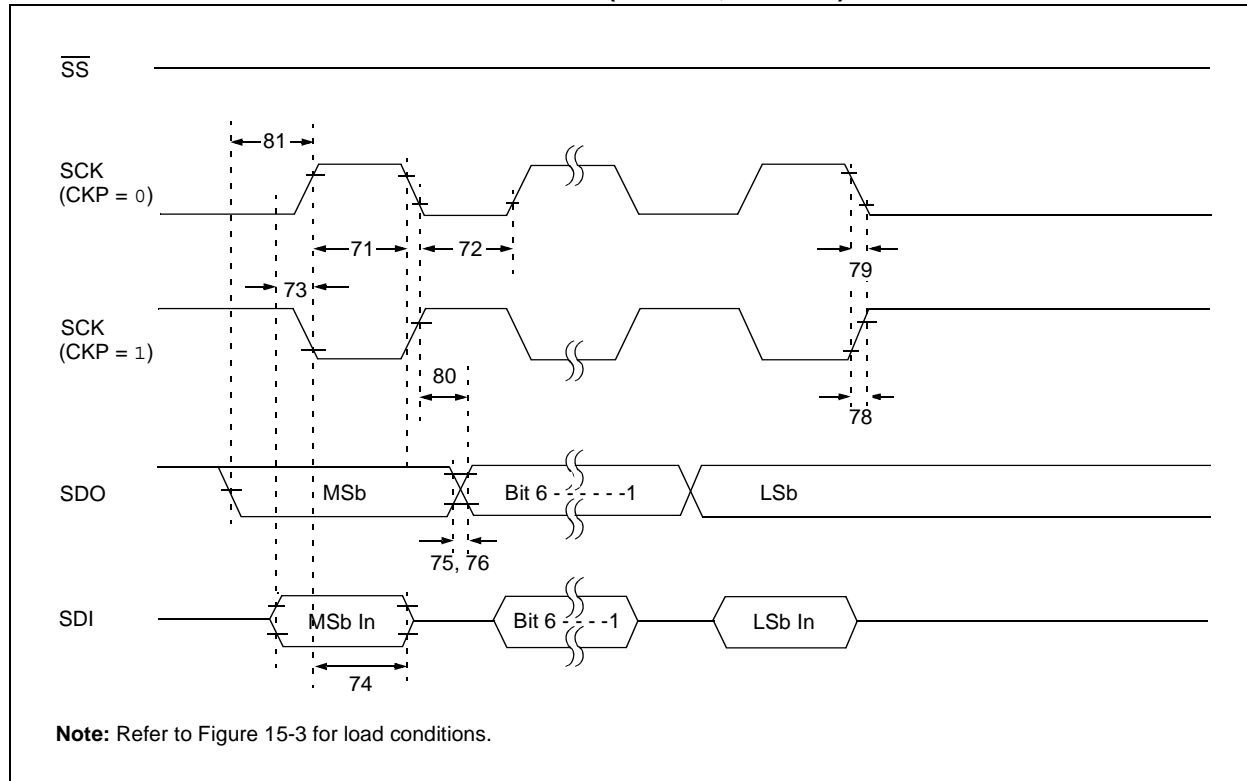 SS
81
SCK
(CKP = 0)
71
72
79
73
SCK
(CKP = 1)
80
78
SDO
MSb
Bit 6 - - - - - -1
LSb
75, 76
SDI
MSb In
Bit 6 - - - - -1
LSb In
74
Note: Refer to Figure 15-3 for load conditions.